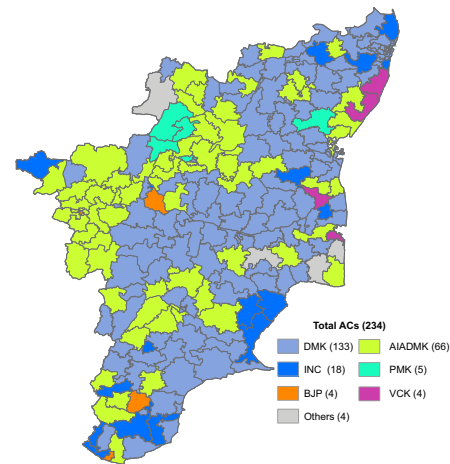 Total ACs (234)
DMK (133) AIADMK (66)
INC (18) PMK (5)
BJP (4) VCK (4)
Others (4)